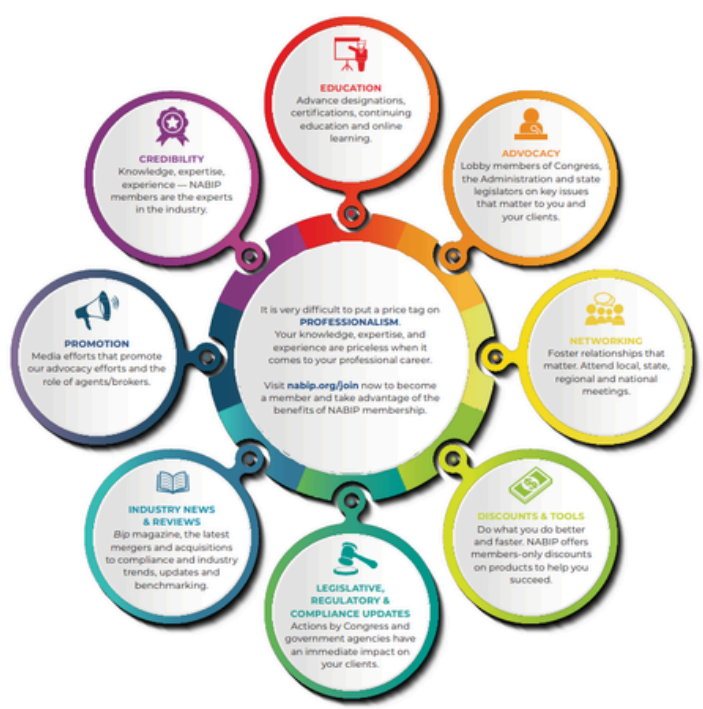 EDUCATION
Advance designations,
certifications, continuing
education and online
learning.
ADVOCACY
Lobby members of Congress,
the Administration and state
legislators on key issues
that matter to you and
your clients.
NETWORKING
Foster relationships that
matter. Attend local, state,
regional and national
meetings.
DISCOUNTS & TOOLS
Do what you do better
and faster. NABIP offers
members-only discounts
on products to help you
succeed.
LEGISLATIVE,
REGULATORY &
COMPLIANCE UPDATES
Actions by Congress and
government agencies have
an immediate impact on
your clients.
INDUSTRY NEWS
& REVIEWS
Bip magazine, the latest
mergers and acquisitions
to compliance and industry
trends, updates and
benchmarking.
PROMOTION
Media efforts that promote
our advocacy efforts and the
role of agents/brokers.
CREDIBILITY
Knowledge, expertise,
experience — NABIP
members are the experts
in the industry.
It is very difficult to put a price tag on
PROFESSIONALISM.
Your knowledge, expertise, and
experience are priceless when it
comes to your professional career.
Visit nabip.org/join now to become
a member and take advantage of the
benefits of NABIP membership.